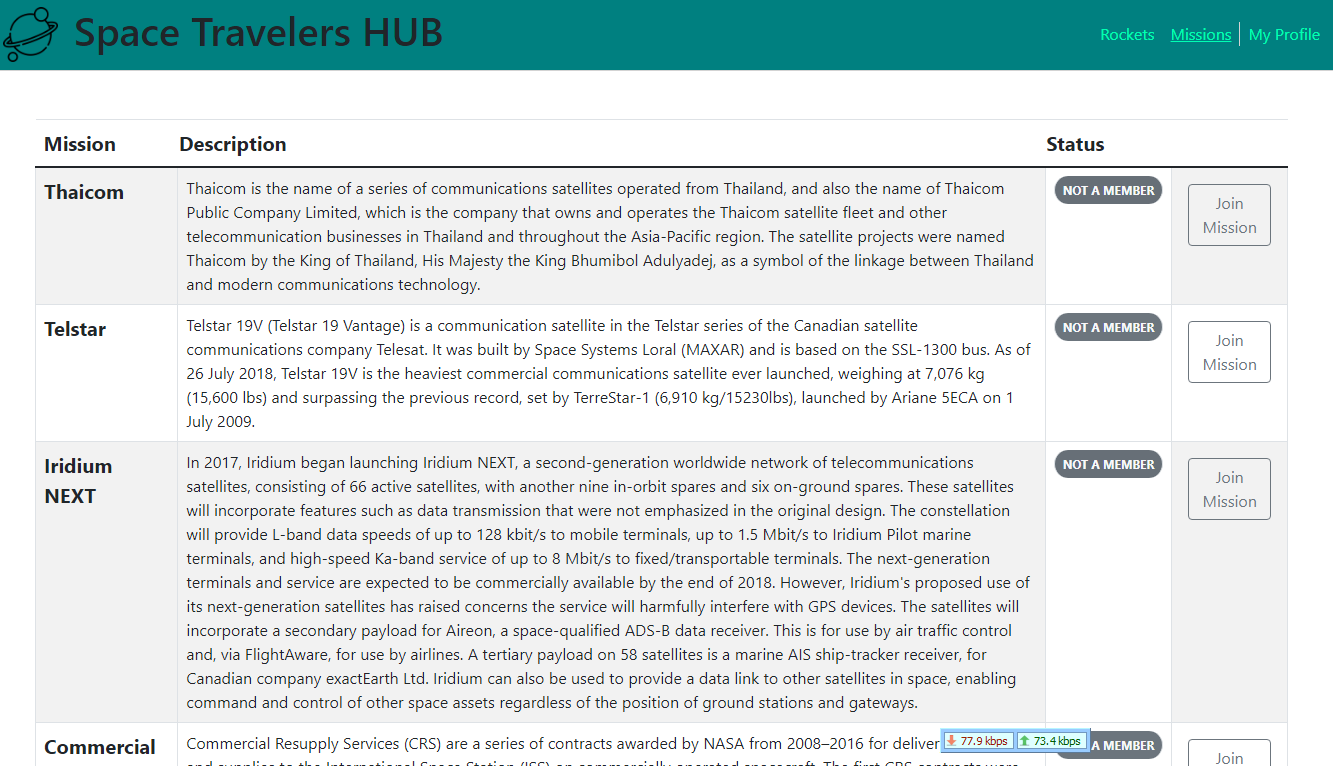 Space Travelers HUB
Rockets Missions My Profile
Mission Description Status
Thaicom
Thaicom is the name of a series of communications satellites operated from Thailand, and also the name of Thaicom
Public Company Limited, which is the company that owns and operates the Thaicom satellite fleet and other
telecommunication businesses in Thailand and throughout the Asia-Pacific region. The satellite projects were named
Thaicom by the King of Thailand, His Majesty the King Bhumibol Adulyadej, as a symbol of the linkage between Thailand
and modern communications technology.
NOT A MEMBER
Join
Mission
Telstar
Telstar 19V (Telstar 19 Vantage) is a communication satellite in the Telstar series of the Canadian satellite
communications company Telesat. It was built by Space Systems Loral (MAXAR) and is based on the SSL-1300 bus. As of
26 July 2018, Telstar 19V is the heaviest commercial communications satellite ever launched, weighing at 7,076 kg
(15,600 lbs) and surpassing the previous record, set by TerreStar-1 (6,910 kg/15230lbs), launched by Ariane 5ECA on 1
July 2009.
NOT A MEMBER
Join
Mission
Iridium
NEXT
In 2017, Iridium began launching Iridium NEXT, a second-generation worldwide network of telecommunications
satellites, consisting of 66 active satellites, with another nine in-orbit spares and six on-ground spares. These satellites
will incorporate features such as data transmission that were not emphasized in the original design. The constellation
will provide L-band data speeds of up to 128 kbit/s to mobile terminals, up to 1.5 Mbit/s to Iridium Pilot marine
terminals, and high-speed Ka-band service of up to 8 Mbit/s to fixed/transportable terminals. The next-generation
terminals and service are expected to be commercially available by the end of 2018. However, Iridium's proposed use of
its next-generation satellites has raised concerns the service will harmfully interfere with GPS devices. The satellites will
incorporate a secondary payload for Aireon, a space-qualified ADS-B data receiver. This is for use by air traffic control
and, via FlightAware, for use by airlines. A tertiary payload on 58 satellites is a marine AIS ship-tracker receiver, for
Canadian company exactEarth Ltd. Iridium can also be used to provide a data link to other satellites in space, enabling
command and control of other space assets regardless of the position of ground stations and gateways.
NOT A MEMBER
Join
Mission
Commercial
Commercial Resupply Services (CRS) are a series of contracts awarded by NASA from 2008–2016 for deliver
and supplies to the International Space Station (ISS) on commercially operated spacecraft. The first CRS contracts were
77.9 kbps 73.4 kbps
A MEMBER
Join